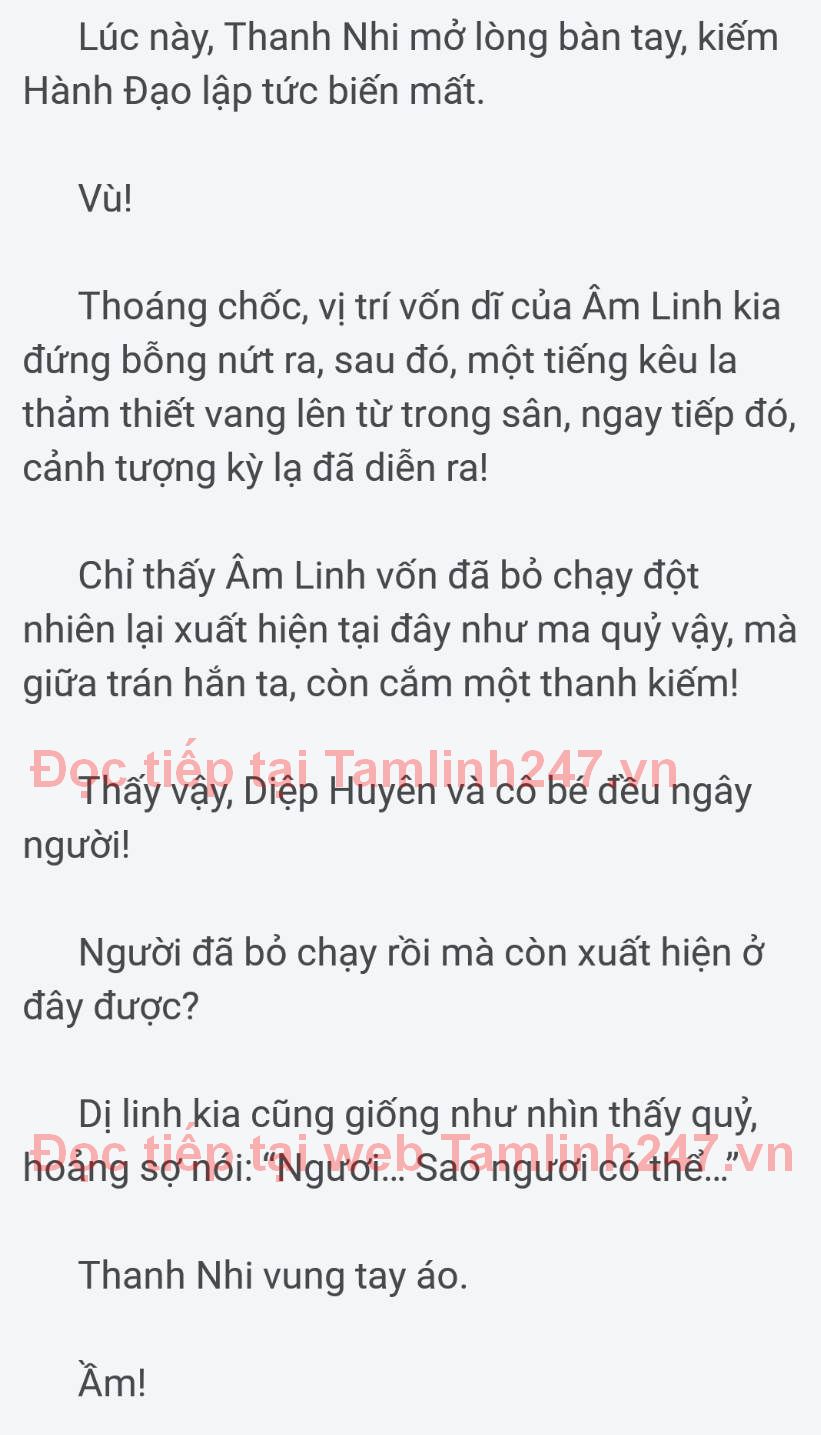 Lúc này, Thanh Nhi mở lòng bàn tay, kiếm
Hành Đạo lập tức biến mất.
Vù!
Thoáng chốc, vị trí vốn dĩ của Âm Linh kia
đứng bỗng nứt ra, sau đó, một tiếng kêu la
thảm thiết vang lên từ trong sân, ngay tiếp đó,
cảnh tượng kỳ lạ đã diễn ra!
Chỉ thấy Âm Linh vốn đã bỏ chạy đột
nhiên lại xuất hiện tại đây như ma quỷ vậy, mà
giữa trán hắn ta, còn cắm một thanh kiếm!
Đọc tiếp tại Tamlinh247.vn
Thấy vậy, Diệp Huyên và cô bé đều ngây
người!
Người đã bỏ chạy rồi mà còn xuất hiện ở
đây được?
Dị linh kia cũng giống như nhìn thấy quỷ,
Đọc tiếp tại web Tamlinh247.vn
hoảng sợ nói: “Ngươi... Sao ngươi có thể...”
Thanh Nhi vung tay áo.
Ầm!